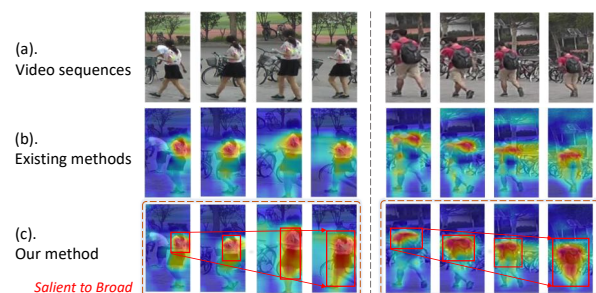 (a).
Video sequences
(b).
Existing methods
(c).
Our method
Salient to Broad